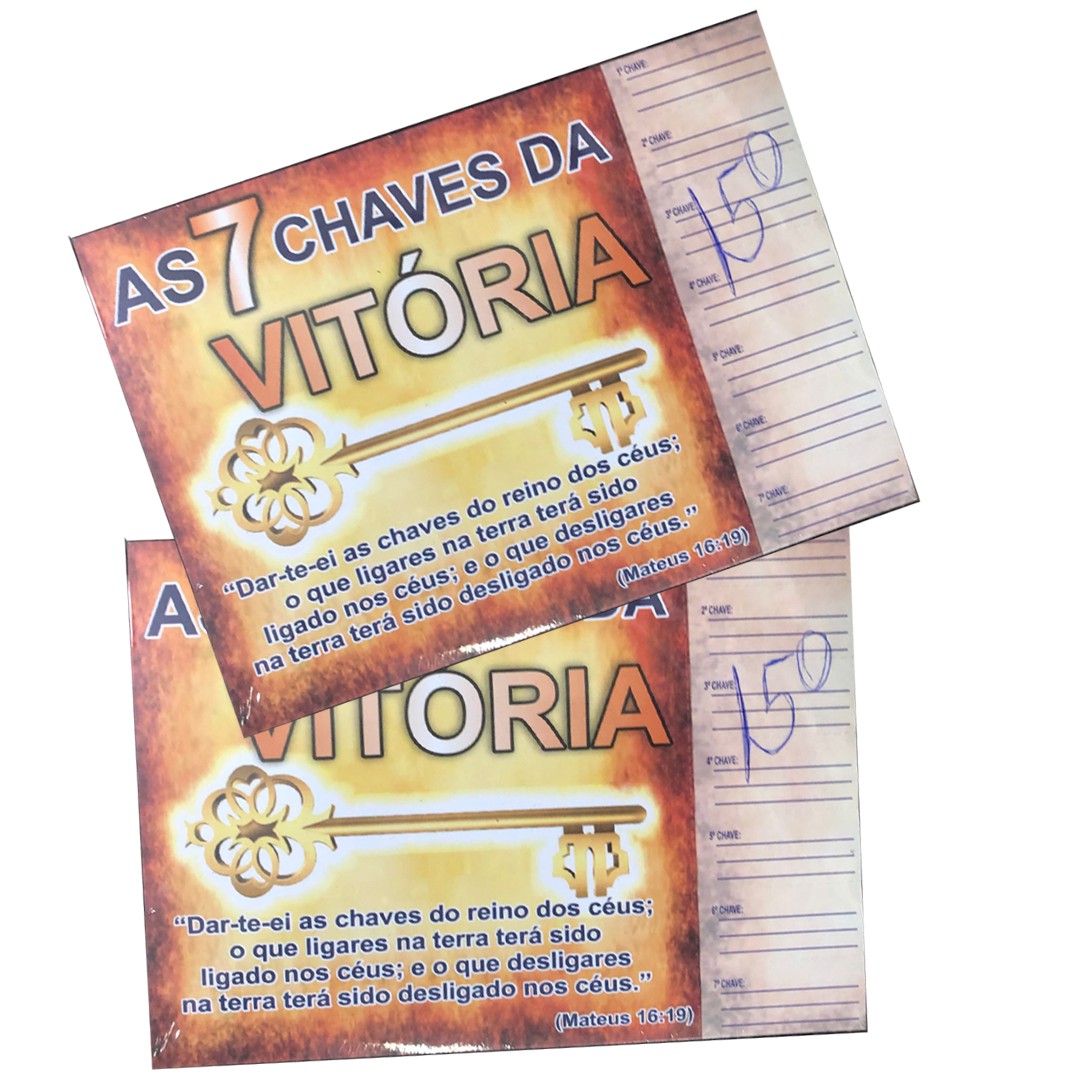 AS 7 CHAVES DA
VITÓRIA
“Dar-te-ei as chaves do reino dos céus;
o que ligares na terra terá sido
ligado nos céus; e o que desligares
na terra terá sido desligado nos céus.”
(Mateus 16:19)
1ª CHAVE:
2ª CHAVE:
3ª CHAVE:
4ª CHAVE:
5ª CHAVE:
6ª CHAVE:
7ª CHAVE:
150
VITÓRIA
“Dar-te-ei as chaves do reino dos céus;
o que ligares na terra terá sido
ligado nos céus; e o que desligares
na terra terá sido desligado nos céus.”
(Mateus 16:19)
2ª CHAVE:
3ª CHAVE:
4ª CHAVE:
5ª CHAVE:
6ª CHAVE:
7ª CHAVE:
150